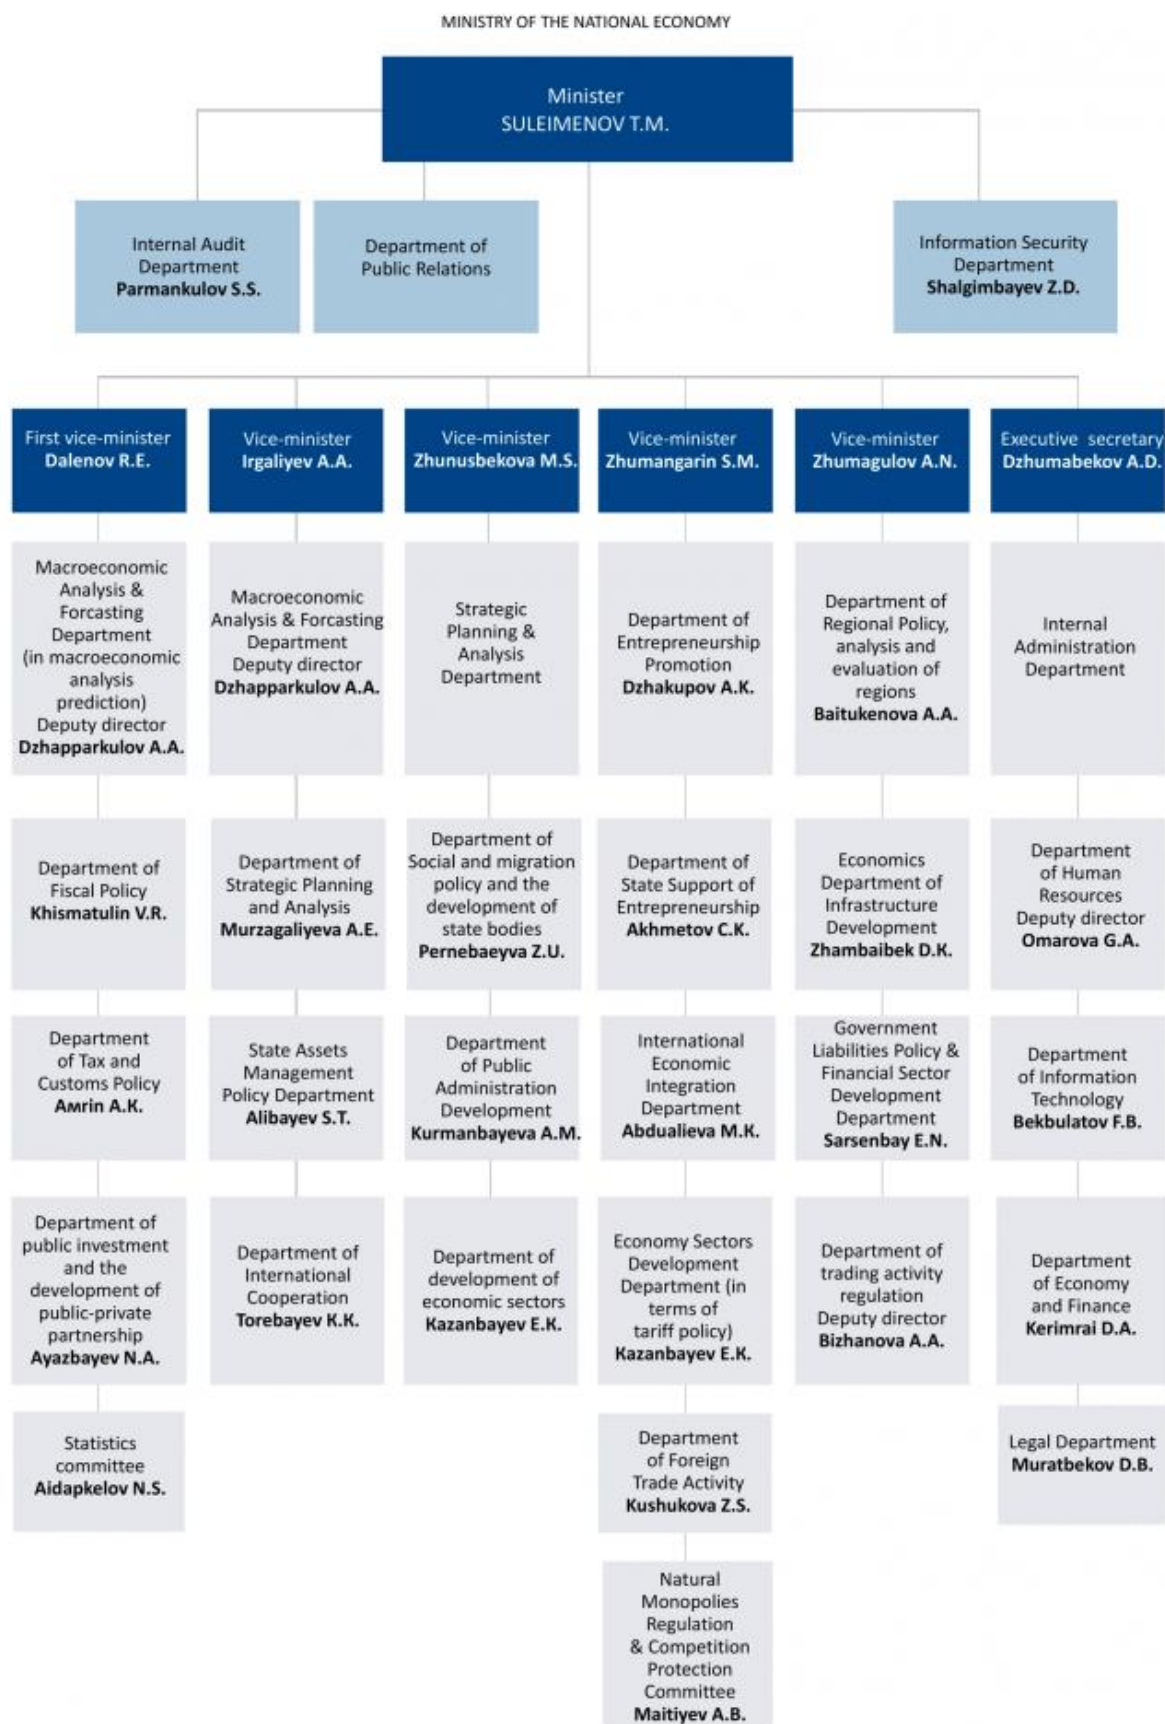 MINISTRY OF THE NATIONAL ECONOMY
Minister
SULEIMENOV T.M.
Internal Audit
Department
Parmankulov S.S.
Department of
Public Relations
Information Security
Department
Shalgimbayev Z.D.
First vice-minister
Dalenov R.E.
Vice-minister
Irgaliyev A.A.
Vice-minister
Zhunusbekova M.S.
Vice-minister
Zhumangarin S.M.
Vice-minister
Zhumagulov A.N.
Executive secretary
Dzhumabekov A.D.
Macroeconomic
Analysis &
Forcasting
Department
(in macroeconomic
analysis
prediction)
Deputy director
Dzhapparkulov A.A.
Macroeconomic
Analysis & Forcasting
Department
Deputy director
Dzhapparkulov A.A.
Strategic
Planning &
Analysis
Department
Department of
Entrepreneurship
Promotion
Dzhakupov A.K.
Department of
Regional Policy,
analysis and
evaluation of
regions
Baitukenova A.A.
Internal
Administration
Department
Department of
Fiscal Policy
Khismatulin V.R.
Department of
Strategic Planning
and Analysis
Murzagaliyeva A.E.
Department of
Social and migration
policy and the
development of
state bodies
Pernebaeyva Z.U.
Department of
State Support of
Entrepreneurship
Akhmetov C.K.
Economics
Department of
Infrastructure
Development
Zhambaibek D.K.
Department
of Human
Resources
Deputy director
Omarova G.A.
Department
of Tax and
Customs Policy
Амrin A.K.
State Assets
Management
Policy Department
Alibayev S.T.
Department
of Public
Administration
Development
Kurmanbayeva A.M.
International
Economic
Integration
Department
Abdualieva M.K.
Government
Liabilities Policy &
Financial Sector
Development
Department
Sarsenbay E.N.
Department
of Information
Technology
Bekbulatov F.B.
Department of
public investment
and the
development of
public-private
partnership
Ayazbayev N.A.
Department of
International
Cooperation
Torebayev K.K.
Department of
development of
economic sectors
Kazanbayev E.K.
Economy Sectors
Development
Department (in
terms of
tariff policy)
Kazanbayev E.K.
Department of
trading activity
regulation
Deputy director
Bizhanova A.A.
Department
of Economy
and Finance
Kerimrai D.A.
Statistics
committee
Aidapkelov N.S.
Department
of Foreign
Trade Activity
Kushukova Z.S.
Legal Department
Muratbekov D.B.
Natural
Monopolies
Regulation
& Competition
Protection
Committee
Maitiyev A.B.